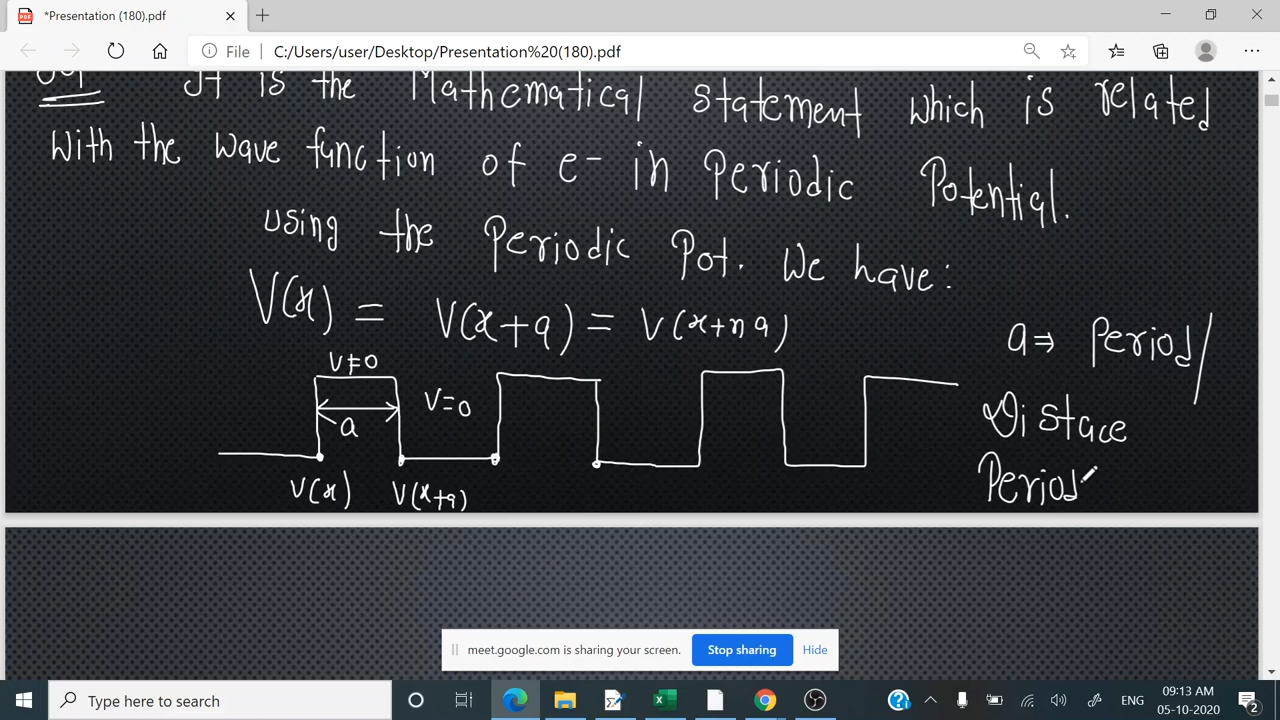 *Presentation (180).pdf
File C:/Users/user/Desktop/Presentation%20(180).pdf
It is the Mathematical statement which is related
With the wave function of e- in Periodic Potential.
using the Periodic Pot. We have:
V(x) = V(x+a) = V(x+na)
a⇒ Period/
Distace
Period
V≠0
V=0
a
V(x) V(x+a)
meet.google.com is sharing your screen. Stop sharing Hide
Type here to search
ENG
09:13 AM
05-10-2020
2